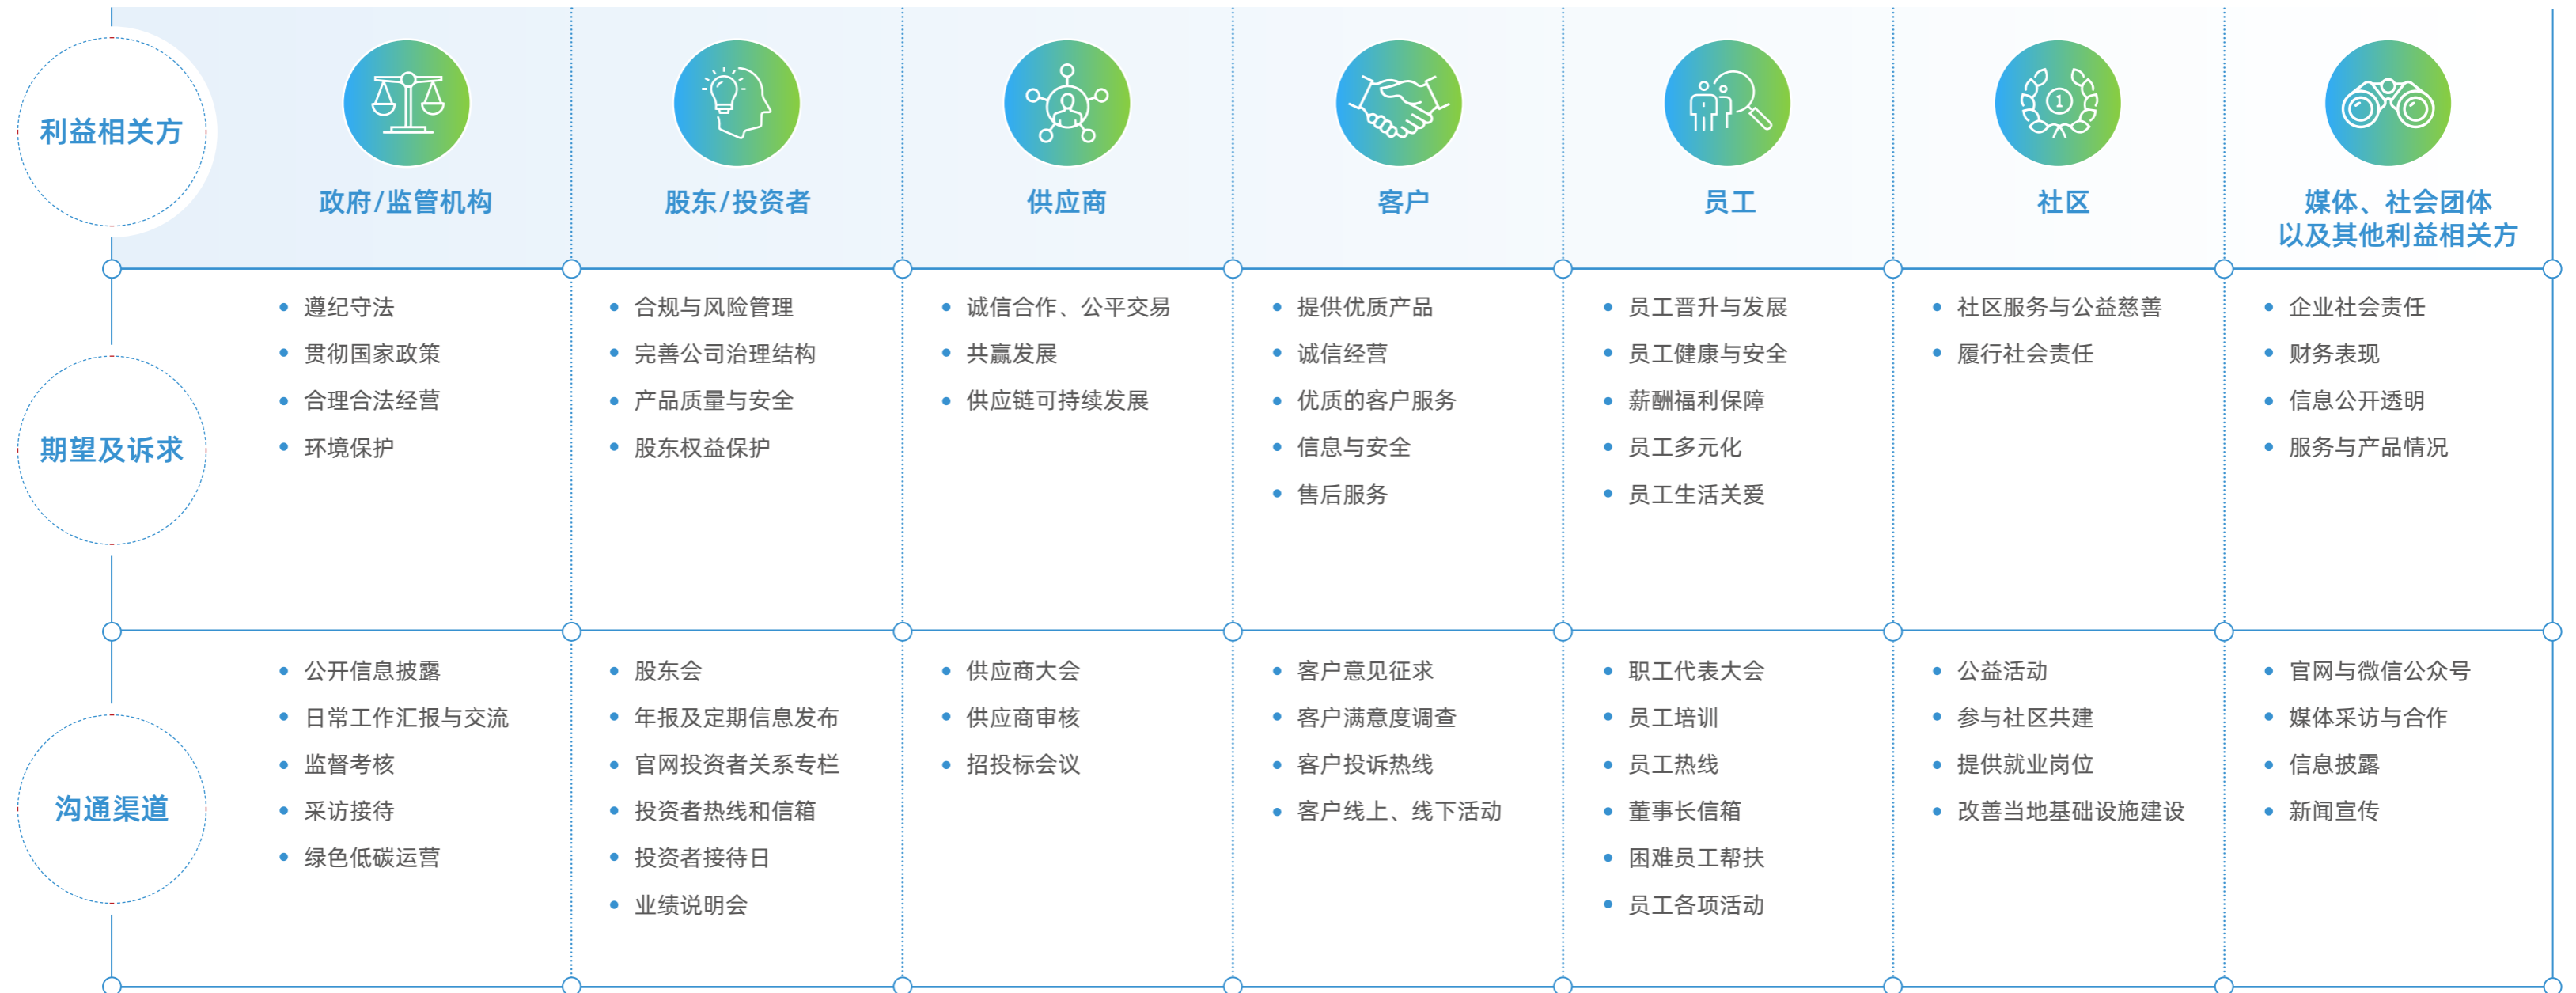 利益相关方
政府/监管机构
股东/投资者
供应商
客户
员工
社区
媒体、社会团体
以及其他利益相关方
期望及诉求
遵纪守法
贯彻国家政策
合理合法经营
环境保护
合规与风险管理
完善公司治理结构
产品质量与安全
股东权益保护
诚信合作、公平交易
共赢发展
供应链可持续发展
提供优质产品
诚信经营
优质的客户服务
信息与安全
售后服务
员工晋升与发展
员工健康与安全
薪酬福利保障
员工多元化
员工生活关爱
社区服务与公益慈善
履行社会责任
企业社会责任
财务表现
信息公开透明
服务与产品情况
沟通渠道
公开信息披露
日常工作汇报与交流
监督考核
采访接待
绿色低碳运营
股东会
年报及定期信息发布
官网投资者关系专栏
投资者热线和信箱
投资者接待日
业绩说明会
供应商大会
供应商审核
招投标会议
客户意见征求
客户满意度调查
客户投诉热线
客户线上、线下活动
职工代表大会
员工培训
员工热线
董事长信箱
困难员工帮扶
员工各项活动
公益活动
参与社区共建
提供就业岗位
改善当地基础设施建设
官网与微信公众号
媒体采访与合作
信息披露
新闻宣传